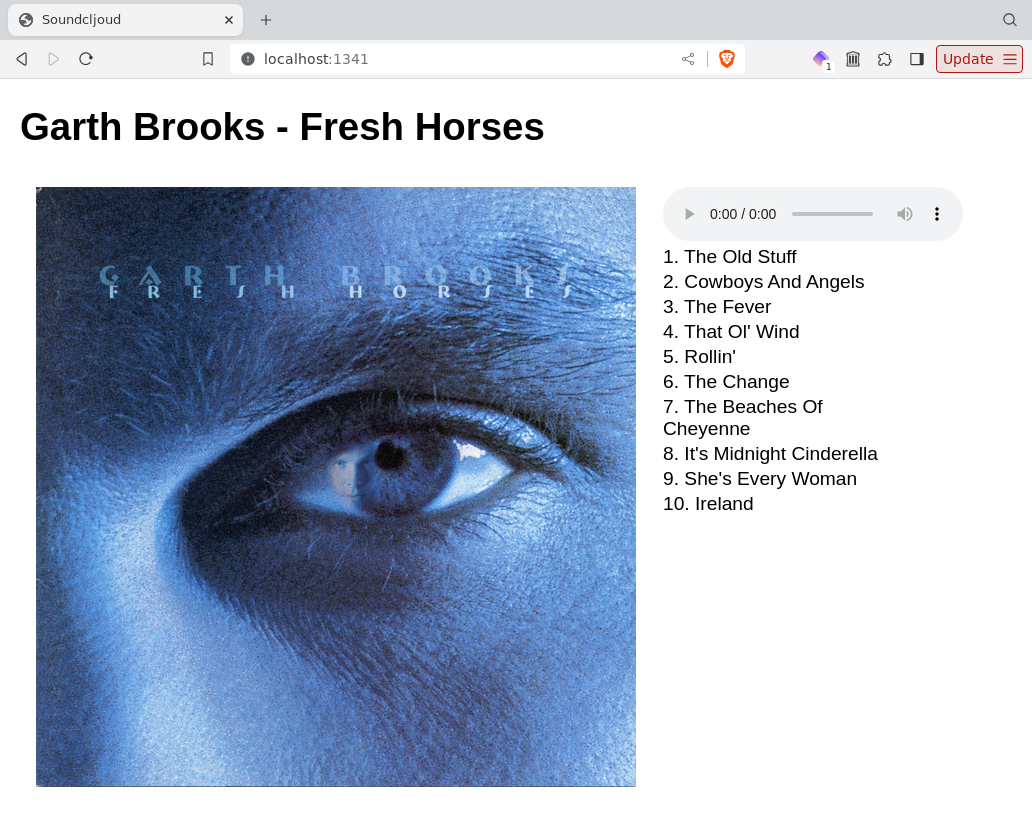 Soundcljoud
localhost:1341
1
Update
Garth Brooks - Fresh Horses
GARTH BROOKS
FRESH HORSES
0:00 / 0:00
1. The Old Stuff
2. Cowboys And Angels
3. The Fever
4. That Ol' Wind
5. Rollin'
6. The Change
7. The Beaches Of
Cheyenne
8. It's Midnight Cinderella
9. She's Every Woman
10. Ireland